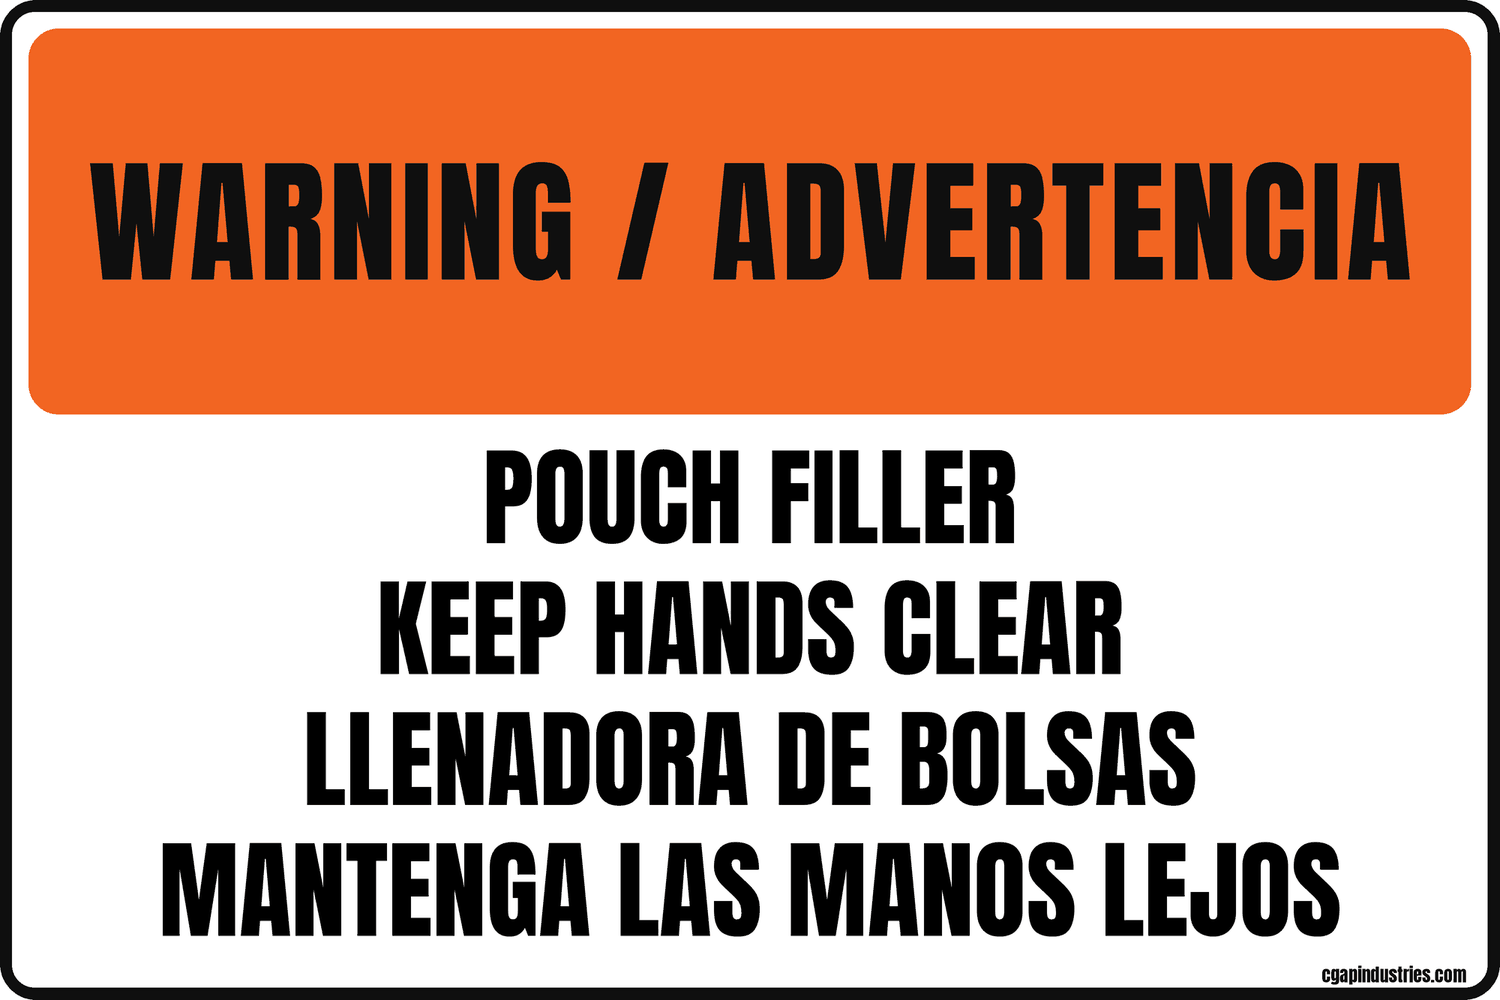 WARNING / ADVERTENCIA
POUCH FILLER
KEEP HANDS CLEAR
LLENADORA DE BOLSAS
MANTENGA LAS MANOS LEJOS
cgapindustries.com